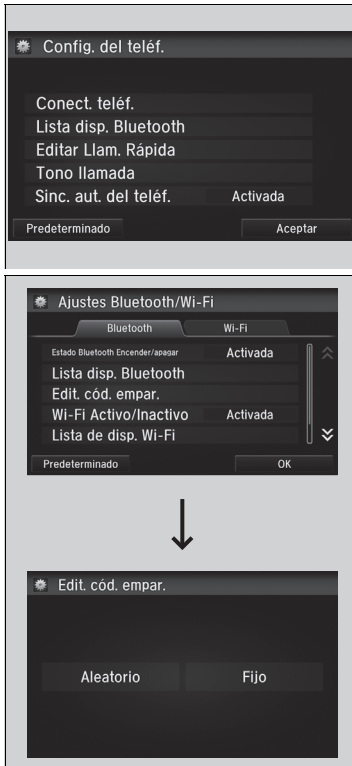 Config. del teléf.
Conect. teléf.
Lista disp. Bluetooth
Editar Llam. Rápida
Tono llamada
Sinc. aut. del teléf. Activada
Predeterminado Aceptar
Ajustes Bluetooth/Wi-Fi
Bluetooth Wi-Fi
Estado Bluetooth Encender/apagar Activada
Lista disp. Bluetooth
Edit. cód. empar.
Wi-Fi Activo/Inactivo Activada
Lista de disp. Wi-Fi
Predeterminado OK
Edit. cód. empar.
Aleatorio Fijo